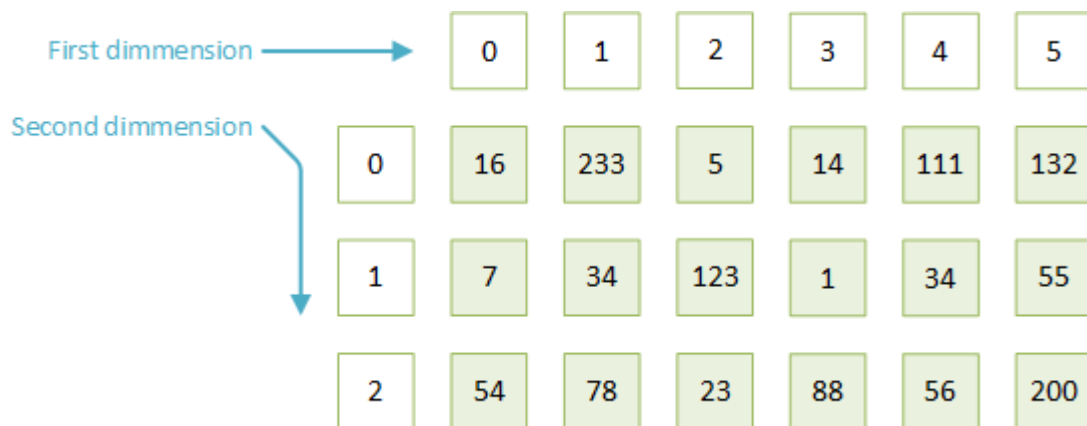 First dimmension 0 1 2 3 4 5
Second dimmension
0 16 233 5 14 111 132
1 7 34 123 1 34 55
2 54 78 23 88 56 200